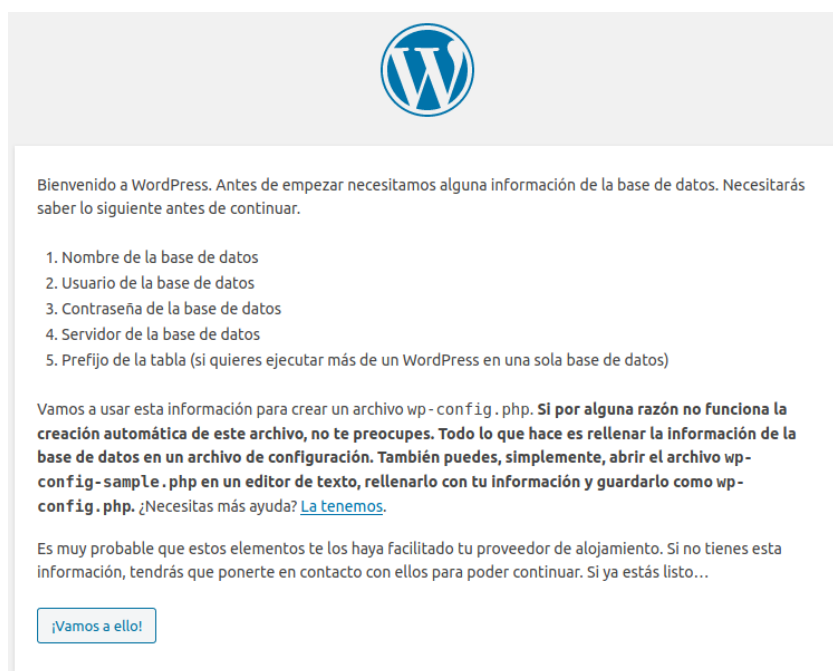 W
Bienvenido a WordPress. Antes de empezar necesitamos alguna información de la base de datos. Necesitarás
saber lo siguiente antes de continuar.
1. Nombre de la base de datos
2. Usuario de la base de datos
3. Contraseña de la base de datos
4. Servidor de la base de datos
5. Prefijo de la tabla (si quieres ejecutar más de un WordPress en una sola base de datos)
Vamos a usar esta información para crear un archivo wp-config.php. Si por alguna razón no funciona la
creación automática de este archivo, no te preocupes. Todo lo que hace es rellenar la información de la
base de datos en un archivo de configuración. También puedes, simplemente, abrir el archivo wp-
config-sample.php en un editor de texto, rellenarlo con tu información y guardarlo como wp-
config.php. ¿Necesitas más ayuda? La tenemos.
Es muy probable que estos elementos te los haya facilitado tu proveedor de alojamiento. Si no tienes esta
información, tendrás que ponerte en contacto con ellos para poder continuar. Si ya estás listo…
¡Vamos a ello!